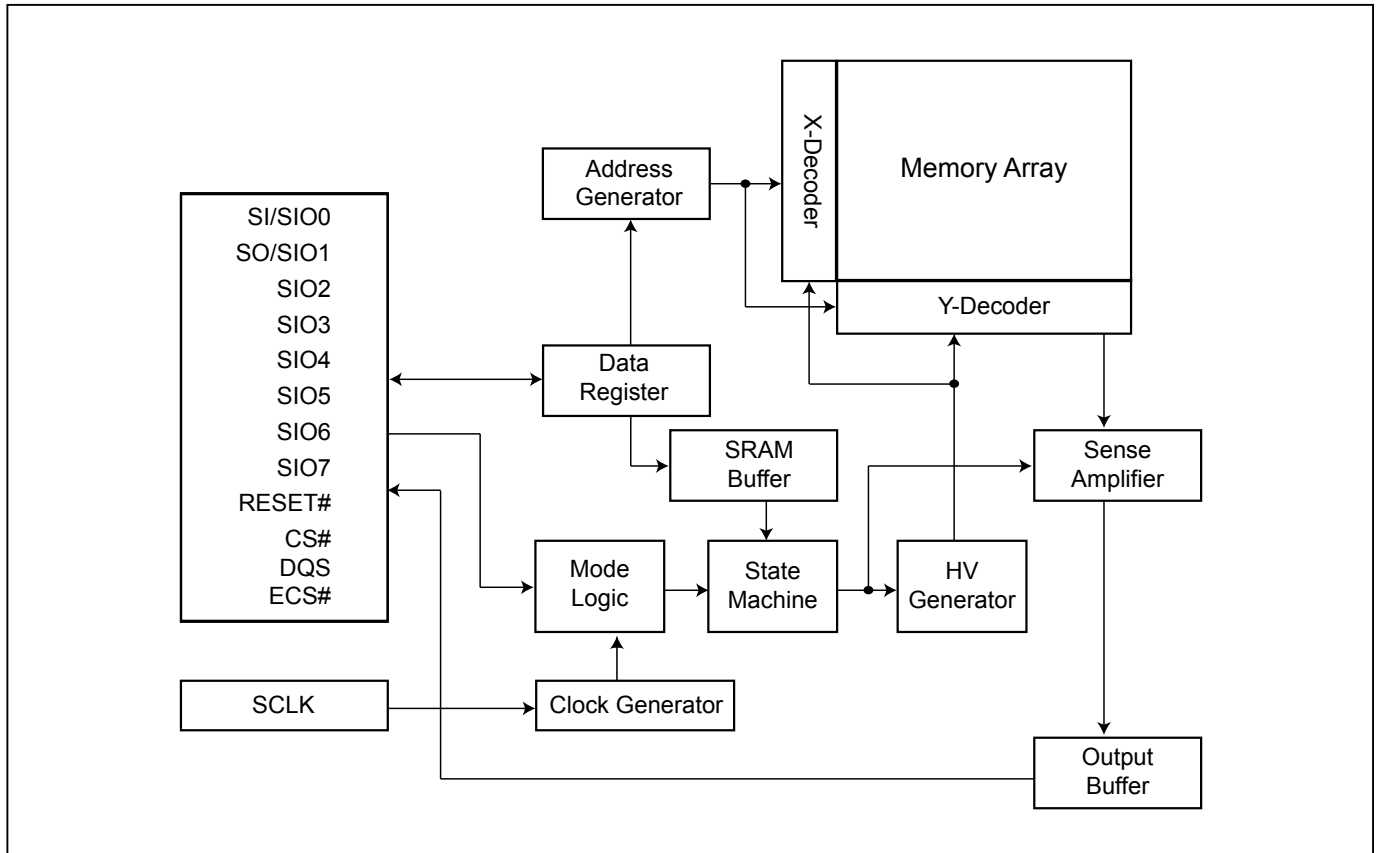 SI/SIO0
SO/SIO1
SIO2
SIO3
SIO4
SIO5
SIO6
SIO7
RESET#
CS#
DQS
ECS#
SCLK
Address
Generator
X-Decoder
Memory Array
Y-Decoder
Data
Register
SRAM
Buffer
Sense
Amplifier
Mode
Logic
State
Machine
HV
Generator
Clock Generator
Output
Buffer